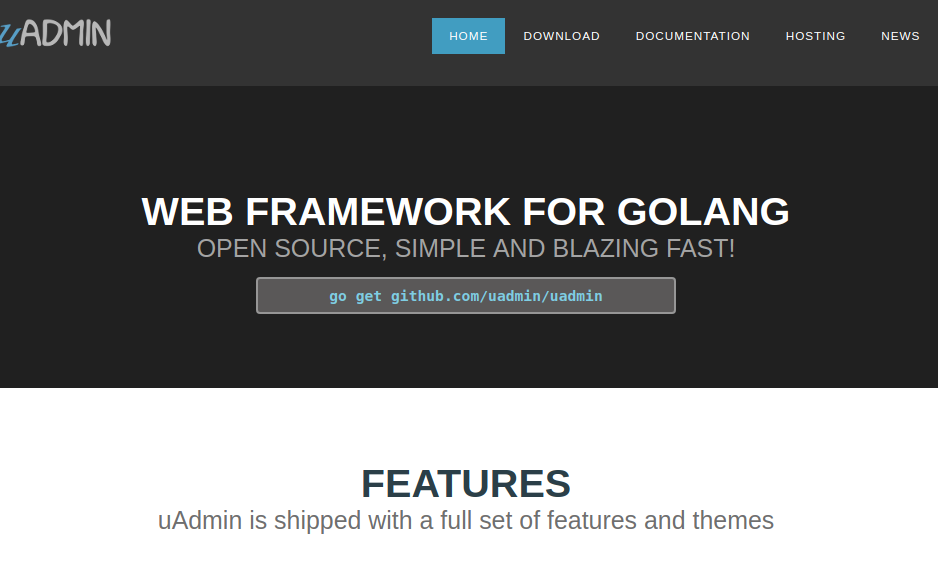 uADMIN
HOME DOWNLOAD DOCUMENTATION HOSTING NEWS
WEB FRAMEWORK FOR GOLANG
OPEN SOURCE, SIMPLE AND BLAZING FAST!
go get github.com/uadmin/uadmin
FEATURES
uAdmin is shipped with a full set of features and themes